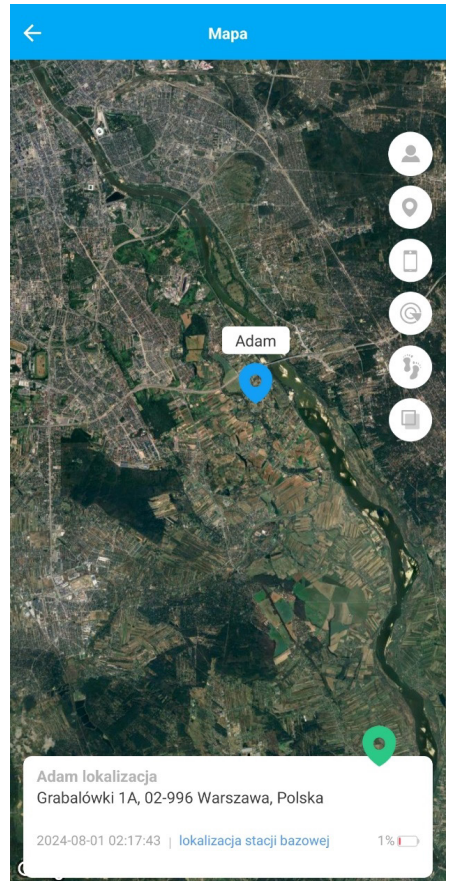 Mapa
Adam
Adam lokalizacja
Grabalówki 1A, 02-996 Warszawa, Polska
2024-08-01 02:17:43 | lokalizacja stacji bazowej 1%